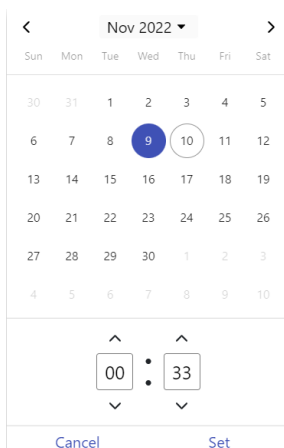 Nov 2022
Sun Mon Tue Wed Thu Fri Sat
30 31 1 2 3 4 5
6 7 8 9 10 11 12
13 14 15 16 17 18 19
20 21 22 23 24 25 26
27 28 29 30 1 2 3
4 5 6 7 8 9 10
00 : 33
Cancel Set